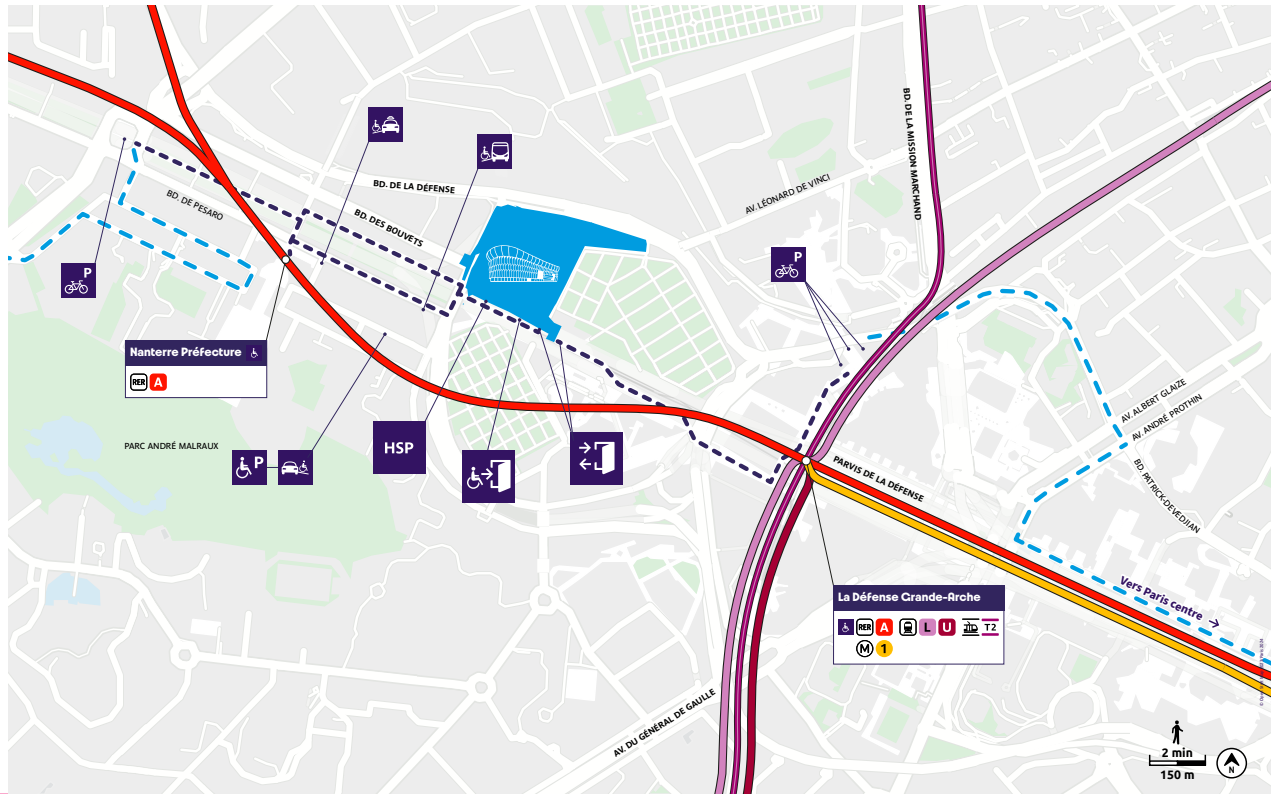 BD. DE LA MISSION MARCHAND
BD. DE LA DÉFENSE
AV. LÉONARD DE VINCI
BD. DE PESARO
BD. DES BOUVETS
P
P
Nanterre Préfecture
RER A
AV. ALBERT GLAIZE
AV. ANDRÉ PROTHIN
PARC ANDRÉ MALRAUX
HSP
P
PARVIS DE LA DÉFENSE
BD. PATRICK-DEVEDJIAN
Vers Paris centre →
La Défense Grande-Arche
RER A L U T2
M 1
AV. DU GÉNÉRAL DE GAULLE
2 min
150 m
N